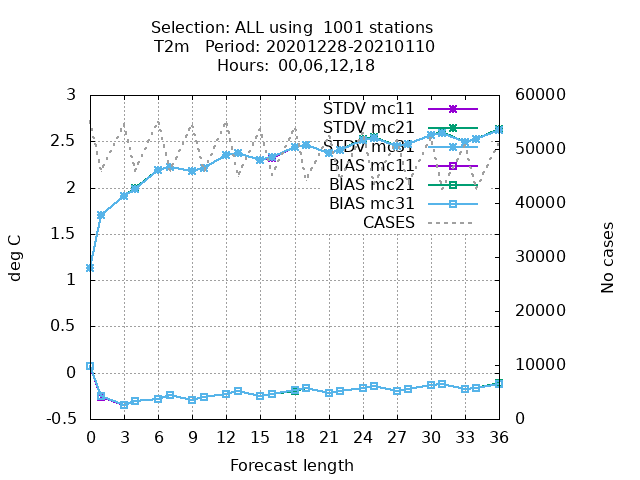 Selection: ALL using  1001 stations
T2m   Period: 20201228-20210110
Hours: 00,06,12,18
3
2.5
2
1.5
1
0.5
0
-0.5
60000
50000
40000
30000
20000
10000
0
STDV mc11
STDV mc21
STDV mc31
BIAS mc11
BIAS mc21
BIAS mc31
CASES
deg C
No cases
0 3 6 9 12 15 18 21 24 27 30 33 36
Forecast length